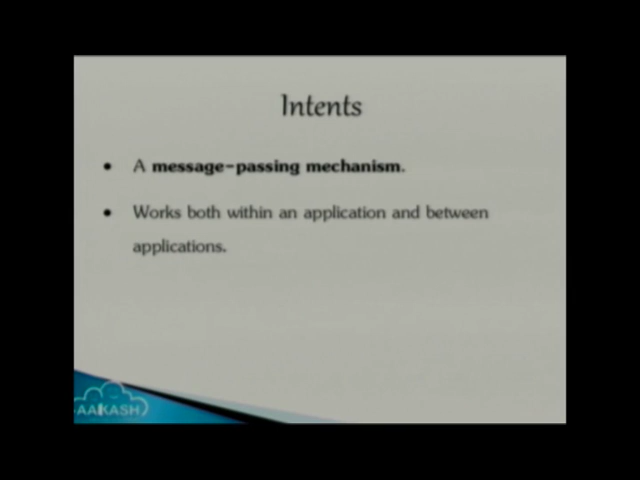 Intents
• A message-passing mechanism.
• Works both within an application and between
applications.
AAKASH